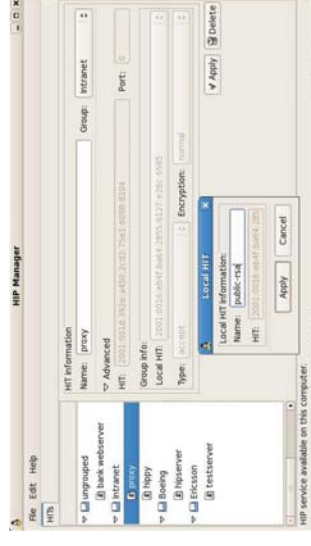 HIP Manager
File Edit Help
HITs
ungrouped
bank webserver
Intranet
proxy
hippy
Boeing
hipserver
Ericsson
testserver
HIT information
Name: proxy Group: Intranet
Advanced
HIT: Port: 0
Group info:
Local HIT:
Type: accept Encryption: normal
Apply Delete
Local HIT
Local HIT information:
Name: public-rsa
HIT:
Apply Cancel
HIP service available on this computer.